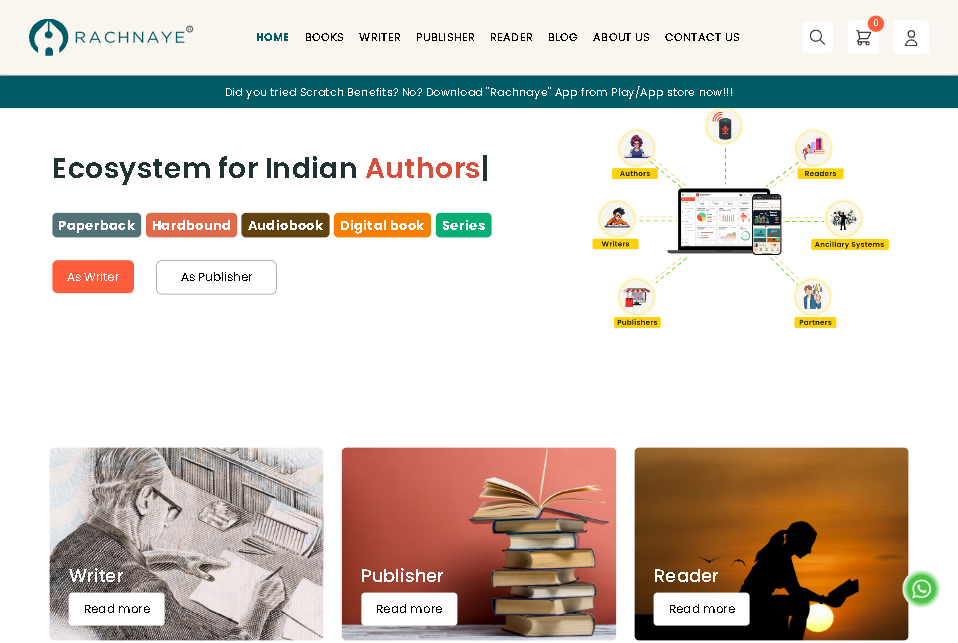 RACHNAYE®
HOME BOOKS WRITER PUBLISHER READER BLOG ABOUT US CONTACT US
0
Did you tried Scratch Benefits? No? Download "Rachnaye" App from Play/App store now!!!
Ecosystem for Indian Authors|
Authors
Readers
Paperback Hardbound Audiobook Digital book Series
Writers
Ancillary Systems
As Writer As Publisher
Publishers
Partners
Writer
Read more
Publisher
Read more
Reader
Read more